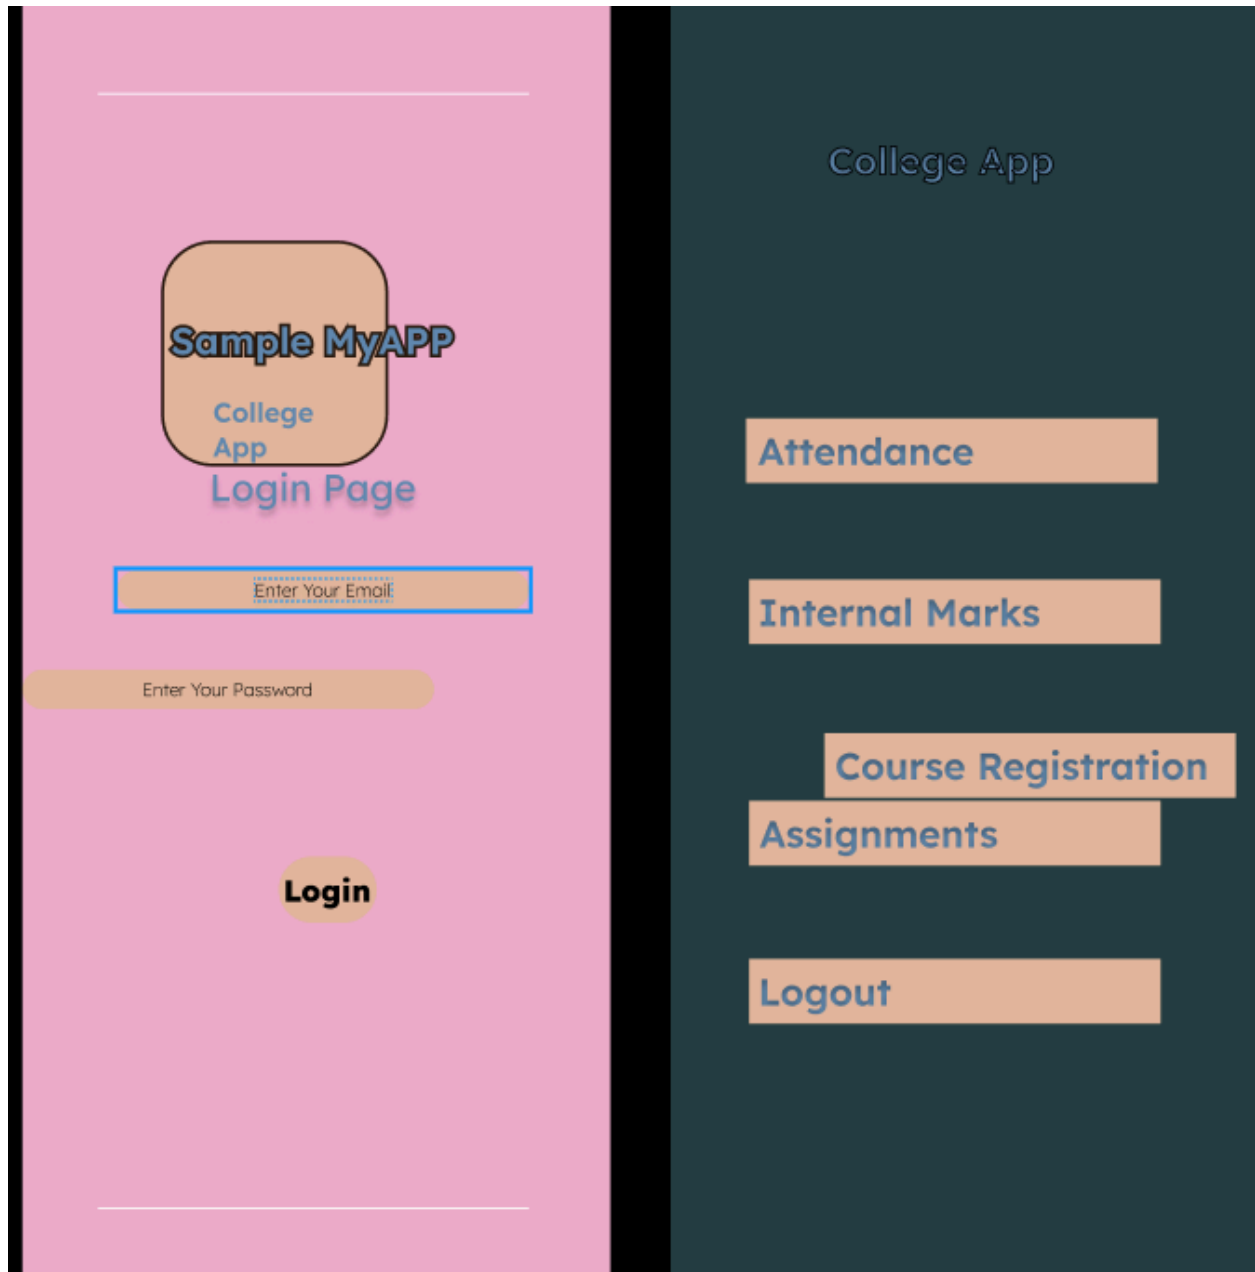 Sample MyAPP
College
App
Login Page
Enter Your Email
Enter Your Password
Login
College App
Attendance
Internal Marks
Course Registration
Assignments
Logout